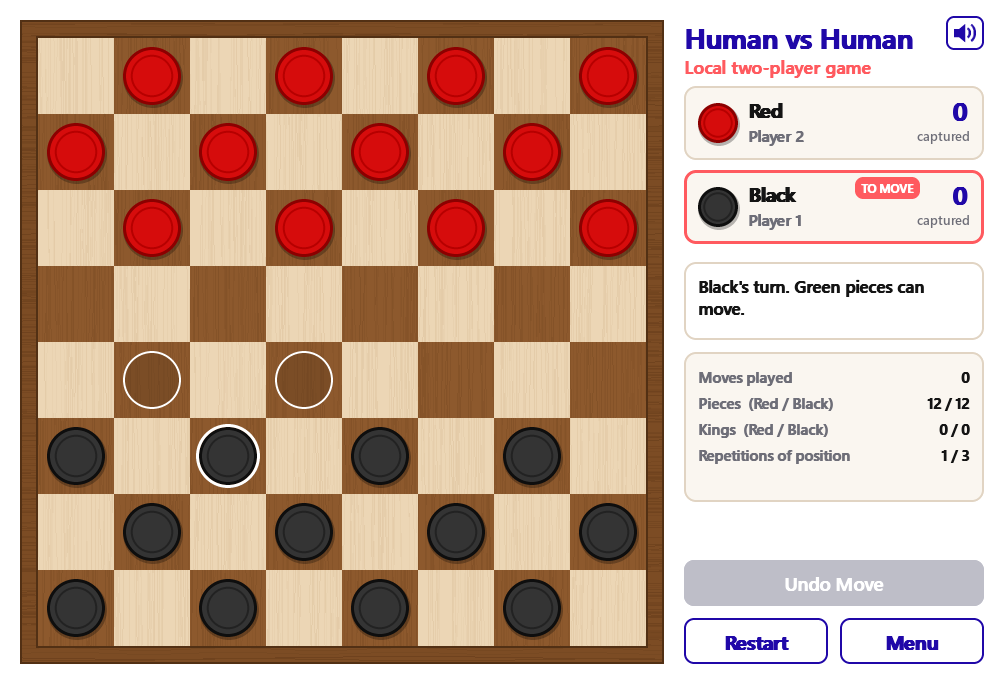 Human vs Human
Local two-player game
Red
Player 2
0
captured
Black
Player 1
TO MOVE
0
captured
Black's turn. Green pieces can
move.
Moves played 0
Pieces (Red / Black) 12 / 12
Kings (Red / Black) 0 / 0
Repetitions of position 1 / 3
Undo Move
Restart
Menu